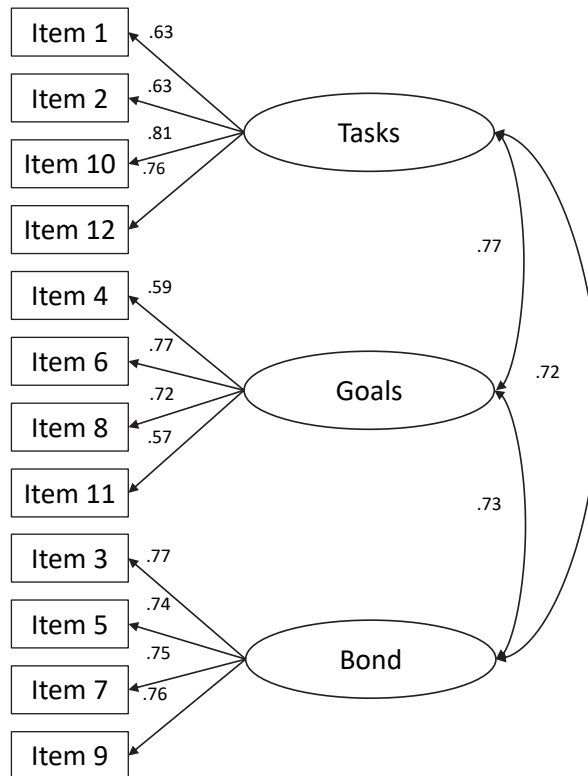 Item 1
.63
Item 2
.63
Item 10
.81
.76
Item 12
Tasks
.77
Item 4
.59
Item 6
.77
Item 8
.72
.57
Item 11
Goals
.72
.73
Item 3
.77
Item 5
.74
Item 7
.75
.76
Item 9
Bond